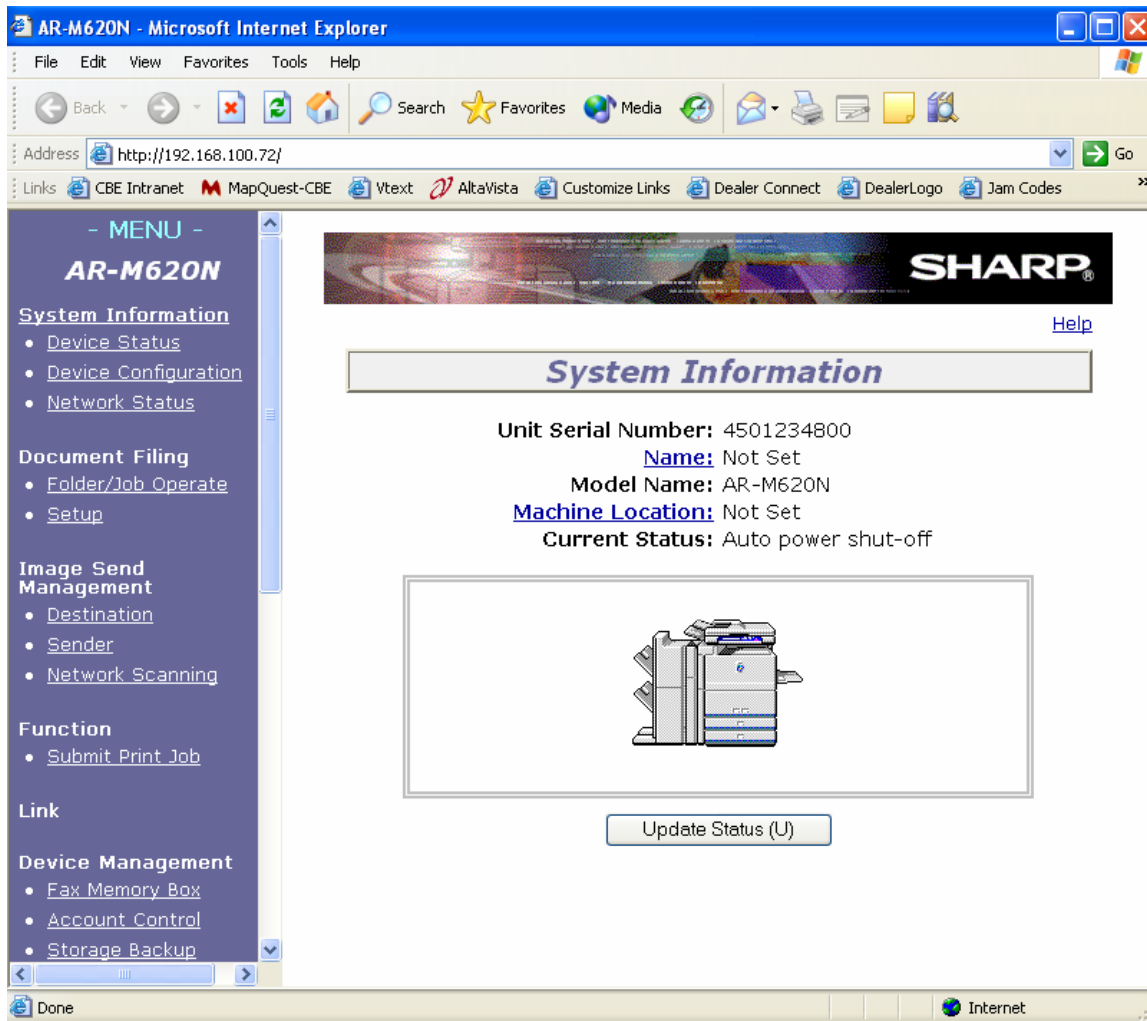 AR-M620N - Microsoft Internet Explorer
File Edit View Favorites Tools Help
Back Search Favorites Media
Address http://192.168.100.72/ Go
Links CBE Intranet MapQuest-CBE Vtext AltaVista Customize Links Dealer Connect DealerLogo Jam Codes »
- MENU -
AR-M620N
System Information
• Device Status
• Device Configuration
• Network Status
Document Filing
• Folder/Job Operate
• Setup
Image Send
Management
• Destination
• Sender
• Network Scanning
Function
• Submit Print Job
Link
Device Management
• Fax Memory Box
• Account Control
• Storage Backup
SHARP®
Help
System Information
Unit Serial Number: 4501234800
Name: Not Set
Model Name: AR-M620N
Machine Location: Not Set
Current Status: Auto power shut-off
Update Status (U)
Done Internet